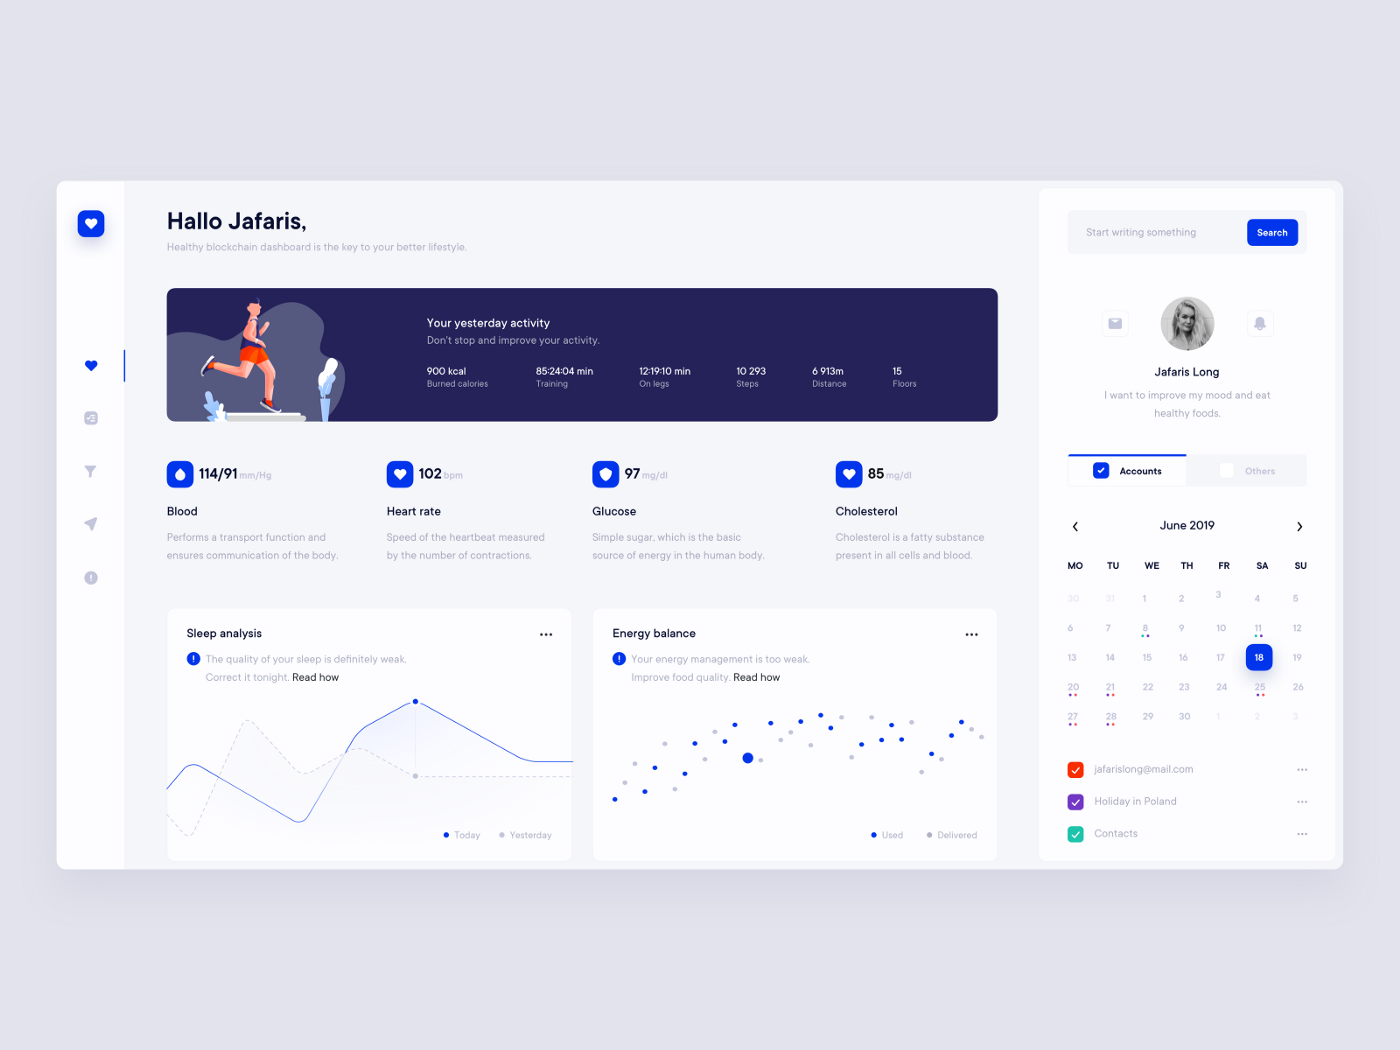 Hallo Jafaris,
Healthy blockchain dashboard is the key to your better lifestyle.
Your yesterday activity
Don't stop and improve your activity.
900 kcal
Burned calories
85:24:04 min
Training
12:19:10 min
On legs
10 293
Steps
6 913m
Distance
15
Floors
114/91 mm/Hg
Blood
Performs a transport function and
ensures communication of the body.
102 bpm
Heart rate
Speed of the heartbeat measured
by the number of contractions.
97 mg/dl
Glucose
Simple sugar, which is the basic
source of energy in the human body.
85 mg/dl
Cholesterol
Cholesterol is a fatty substance
present in all cells and blood.
Sleep analysis
The quality of your sleep is definitely weak.
Correct it tonight. Read how
Today Yesterday
Energy balance
Your energy management is too weak.
Improve food quality. Read how
Used Delivered
Start writing something
Search
Jafaris Long
I want to improve my mood and eat
healthy foods.
Accounts Others
June 2019
MO TU WE TH FR SA SU
30 31 1 2 3 4 5
6 7 8 9 10 11 12
13 14 15 16 17 18 19
20 21 22 23 24 25 26
27 28 29 30 1 2 3
jafarislong@mail.com
Holiday in Poland
Contacts